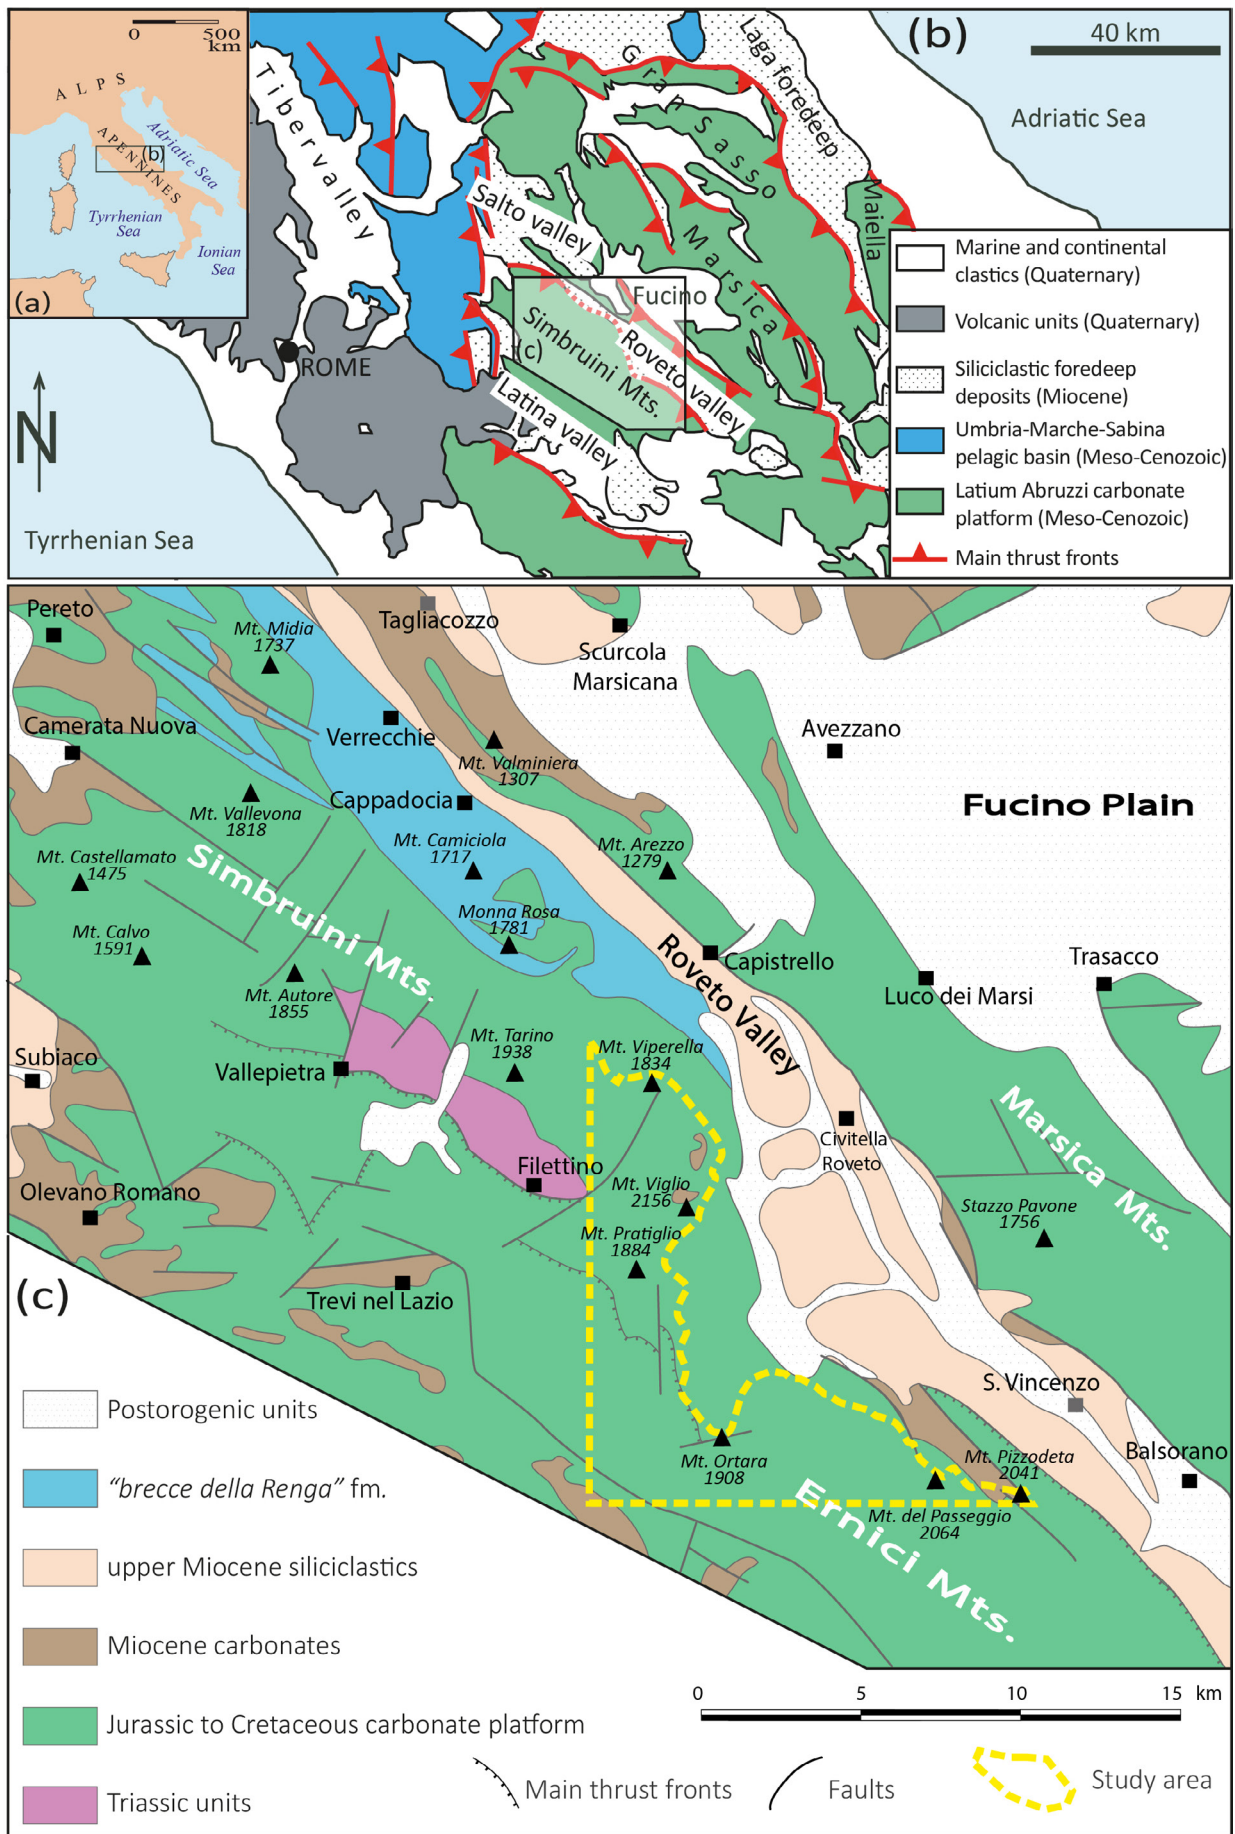 0 500
km
ALPS
Adriatic Sea
APENNINES
(b)
Tyrrhenian
Sea
Ionian
Sea
(a)
(b)
40 km
Adriatic Sea
Tiber valley
Gran Sasso
Laga foredeep
Maiella
Salto valley
Marsica
Fucino
Simbruini Mts.
(c)
Roveto valley
ROME
Latina valley
N
Tyrrhenian Sea
Marine and continental
clastics (Quaternary)
Volcanic units (Quaternary)
Siliciclastic foredeep
deposits (Miocene)
Umbria-Marche-Sabina
pelagic basin (Meso-Cenozoic)
Latium Abruzzi carbonate
platform (Meso-Cenozoic)
Main thrust fronts
Pereto
Mt. Midia
1737
Tagliacozzo
Scurcola
Marsicana
Camerata Nuova
Verrecchie
Avezzano
Mt. Valminiera
1307
Mt. Vallevona
1818
Cappadocia
Fucino Plain
Mt. Camiciola
1717
Mt. Arezzo
1279
Mt. Castellamato
1475
Simbruini Mts.
Monna Rosa
1781
Mt. Calvo
1591
Roveto Valley
Capistrello
Trasacco
Luco dei Marsi
Mt. Autore
1855
Subiaco
Vallepietra
Mt. Tarino
1938
Mt. Viperella
1834
Marsica Mts.
Civitella
Roveto
Filettino
Olevano Romano
Mt. Viglio
2156
Stazzo Pavone
1756
Mt. Pratiglio
1884
(c)
Trevi nel Lazio
S. Vincenzo
Mt. Ortara
1908
Mt. Pizzodeta
2041
Balsorano
Mt. del Passeggio
2064
Ernici Mts.
Postorogenic units
“brecce della Renga” fm.
upper Miocene siliciclastics
Miocene carbonates
Jurassic to Cretaceous carbonate platform
Triassic units
0 5 10 15 km
Main thrust fronts
Faults
Study area